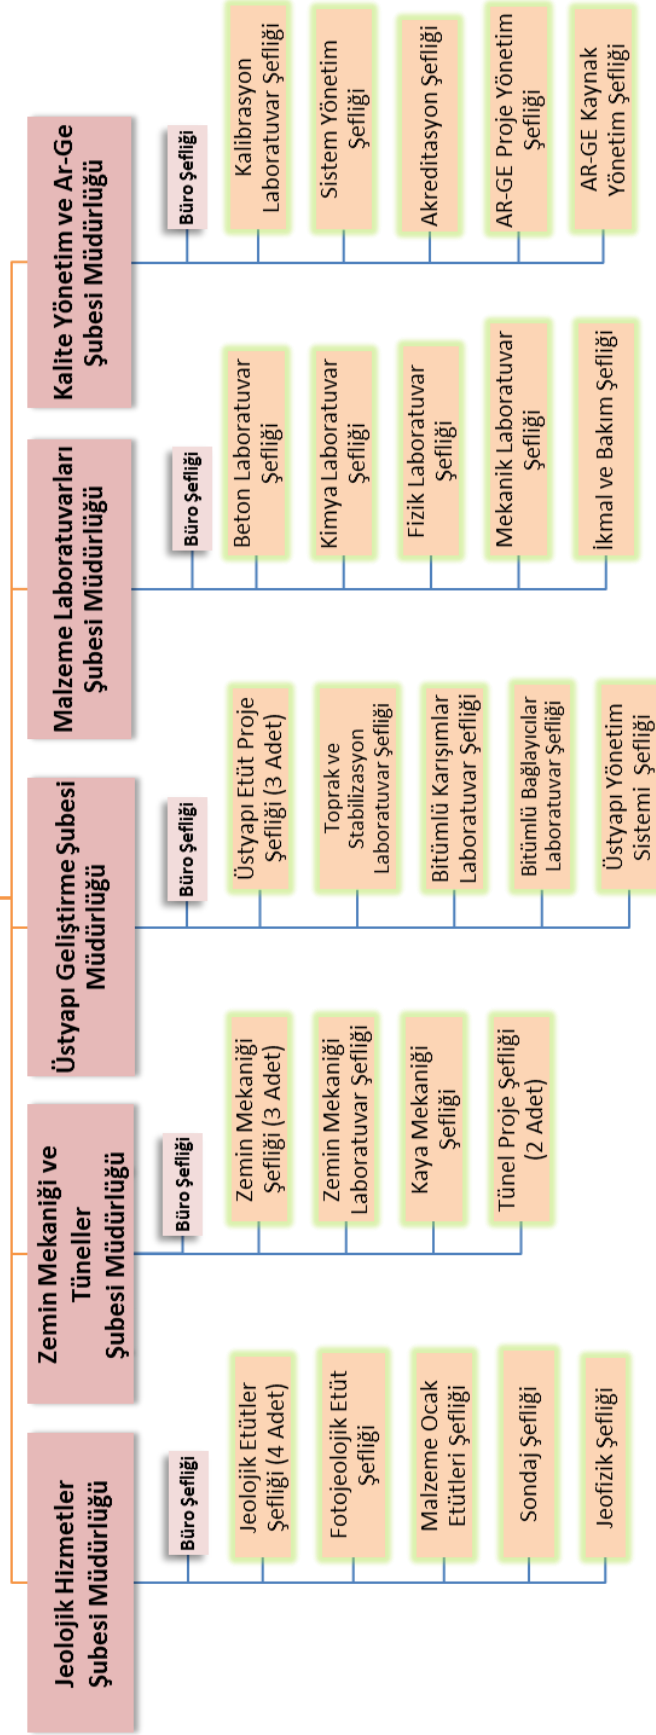 Jeolojik Hizmetler
Şubesi Müdürlüğü
Büro Şefliği
Jeolojik Etütler
Şefliği (4 Adet)
Fotojeolojik Etüt
Şefliği
Malzeme Ocak
Etütleri Şefliği
Sondaj Şefliği
Jeofizik Şefliği
Zemin Mekaniği ve
Tüneller
Şubesi Müdürlüğü
Büro Şefliği
Zemin Mekaniği
Şefliği (3 Adet)
Zemin Mekaniği
Laboratuvar Şefliği
Kaya Mekaniği
Şefliği
Tünel Proje Şefliği
(2 Adet)
Üstyapı Geliştirme Şubesi
Müdürlüğü
Büro Şefliği
Üstyapı Etüt Proje
Şefliği (3 Adet)
Toprak ve
Stabilizasyon
Laboratuvar Şefliği
Bitümlü Karışımlar
Laboratuvar Şefliği
Bitümlü Bağlayıcılar
Laboratuvar Şefliği
Üstyapı Yönetim
Sistemi Şefliği
Malzeme Laboratuvarları
Şubesi Müdürlüğü
Büro Şefliği
Beton Laboratuvar
Şefliği
Kimya Laboratuvar
Şefliği
Fizik Laboratuvar
Şefliği
Mekanik Laboratuvar
Şefliği
İkmal ve Bakım Şefliği
Kalite Yönetim ve Ar-Ge
Şubesi Müdürlüğü
Büro Şefliği
Kalibrasyon
Laboratuvar Şefliği
Sistem Yönetim
Şefliği
Akreditasyon Şefliği
AR-GE Proje Yönetim
Şefliği
AR-GE Kaynak
Yönetim Şefliği